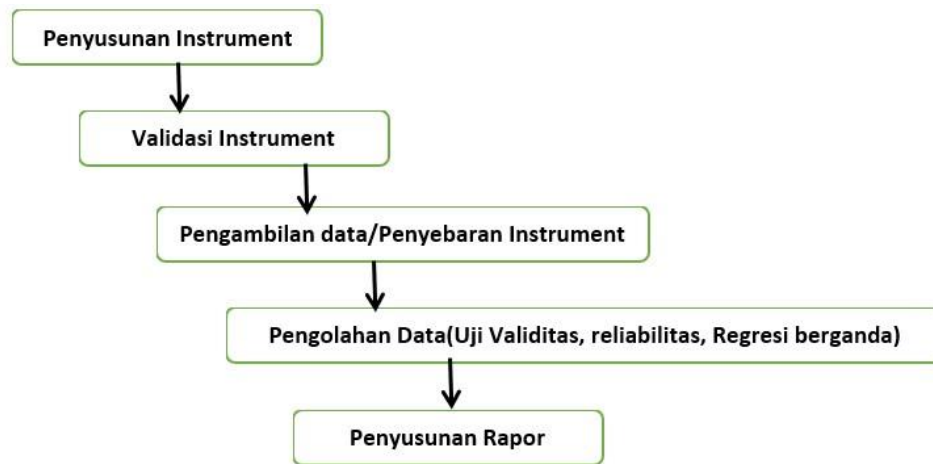 Penyusunan Instrument
Validasi Instrument
Pengambilan data/Penyebaran Instrument
Pengolahan Data(Uji Validitas, reliabilitas, Regresi berganda)
Penyusunan Rapor